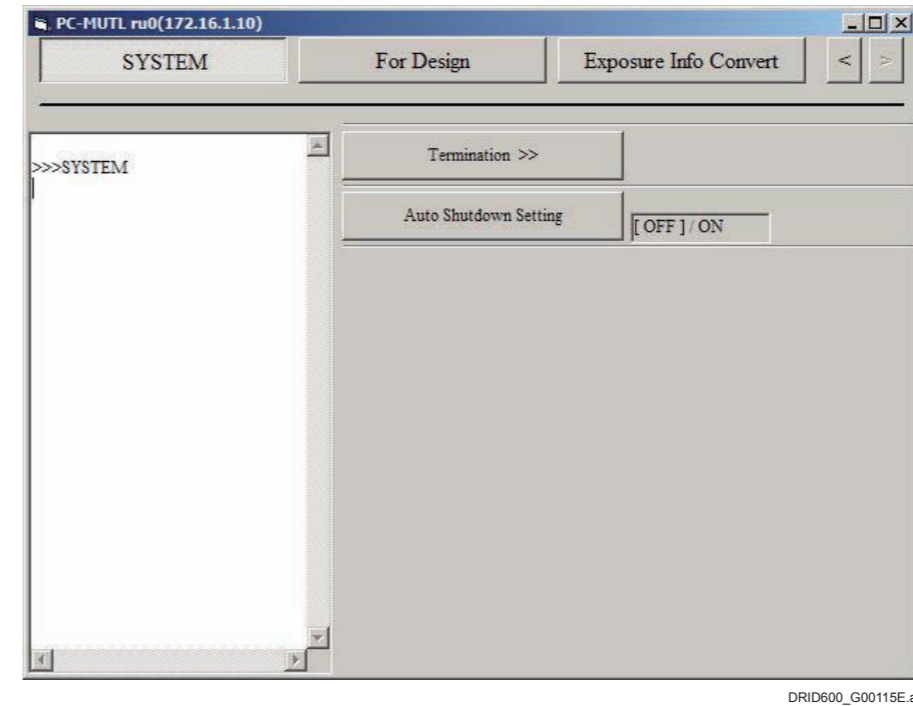 PC-MUTL ru0(172.16.1.10)
SYSTEM For Design Exposure Info Convert < >
>>>SYSTEM
Termination >>
Auto Shutdown Setting [ OFF ] / ON
DRID600_G00115E.a